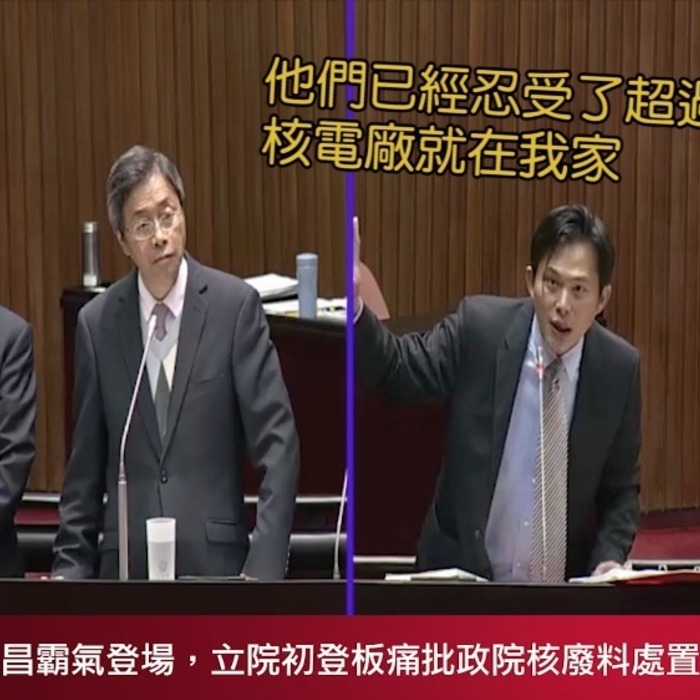 他們已經忍受了超過
核電廠就在我家
昌霸氣登場，立院初登板痛批政院核廢料處置